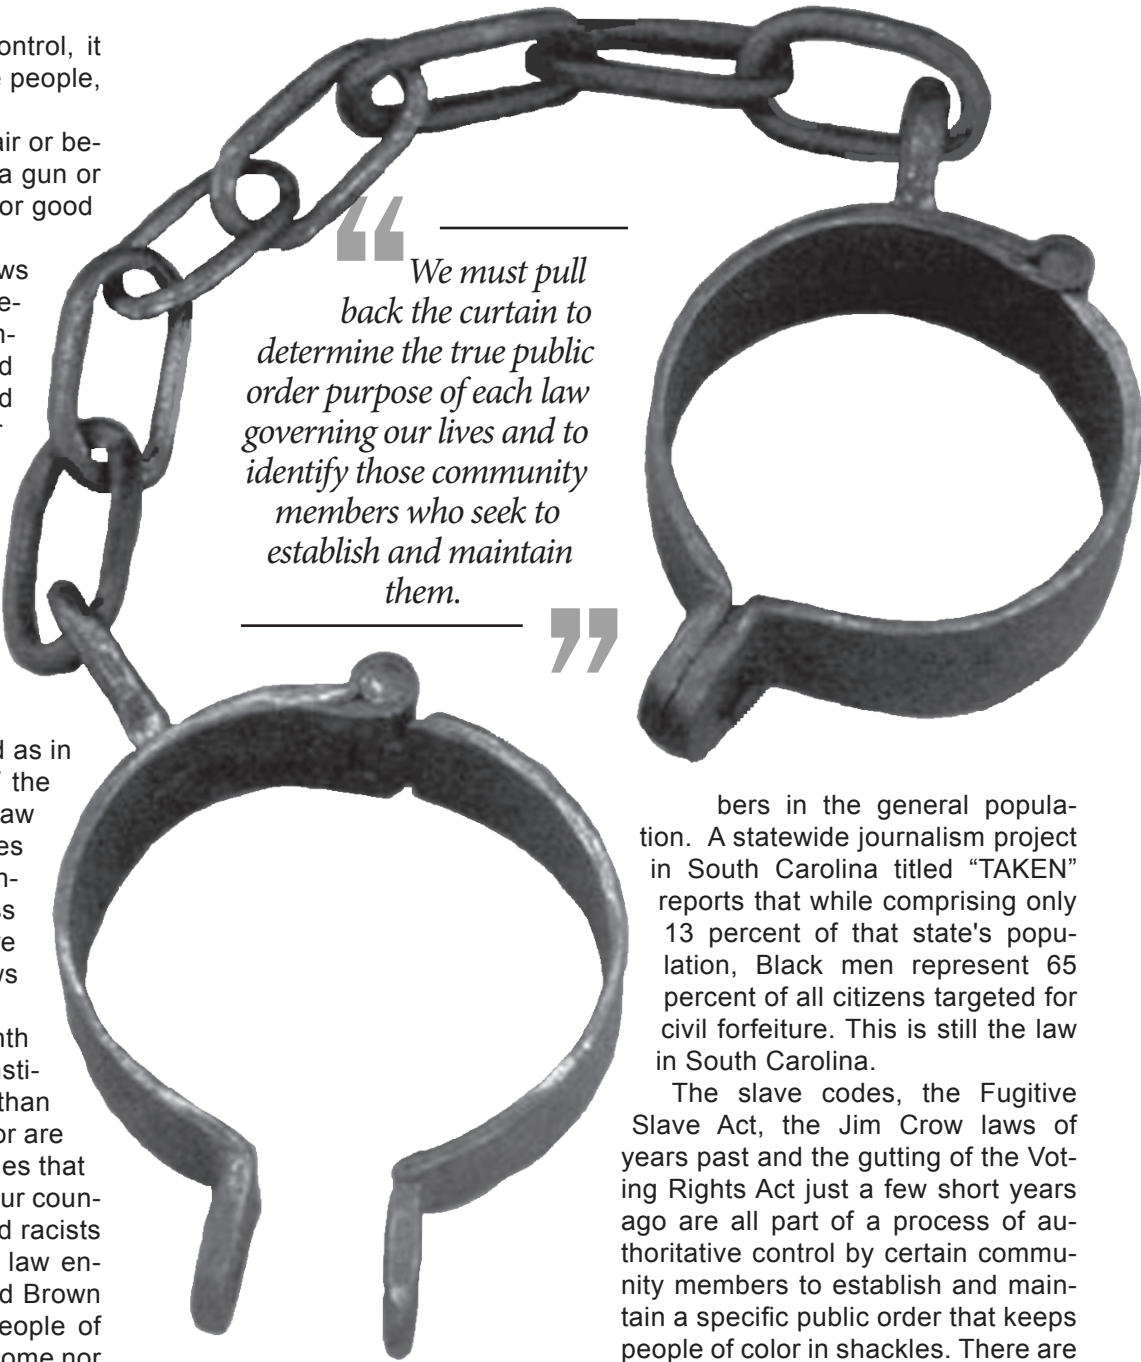 ontrol, it
e people,
air or be-
a gun or
or good
ws
e-
n-
d
d
d as in
the
aw
es
n-
ss
e
ws
nth
nsti-
than
or are
es that
ur coun-
d racists
law en-
d Brown
eople of
ome nor
“We must pull
back the curtain to
determine the true public
order purpose of each law
governing our lives and to
identify those community
members who seek to
establish and maintain
them.”
bers in the general popula-
tion. A statewide journalism project
in South Carolina titled “TAKEN”
reports that while comprising only
13 percent of that state's popu-
lation, Black men represent 65
percent of all citizens targeted for
civil forfeiture. This is still the law
in South Carolina.
The slave codes, the Fugitive
Slave Act, the Jim Crow laws of
years past and the gutting of the Vot-
ing Rights Act just a few short years
ago are all part of a process of au-
thoritative control by certain commu-
nity members to establish and main-
tain a specific public order that keeps
people of color in shackles. There are